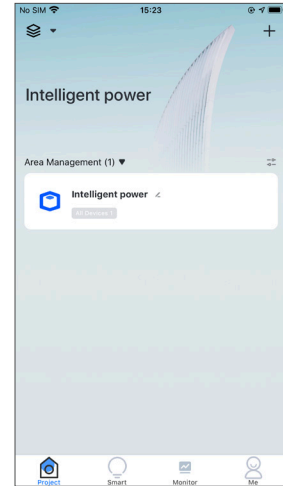 No SIM 15:23
Intelligent power
Area Management (1) ▼
Intelligent power
All Devices 1
Project Smart Monitor Me